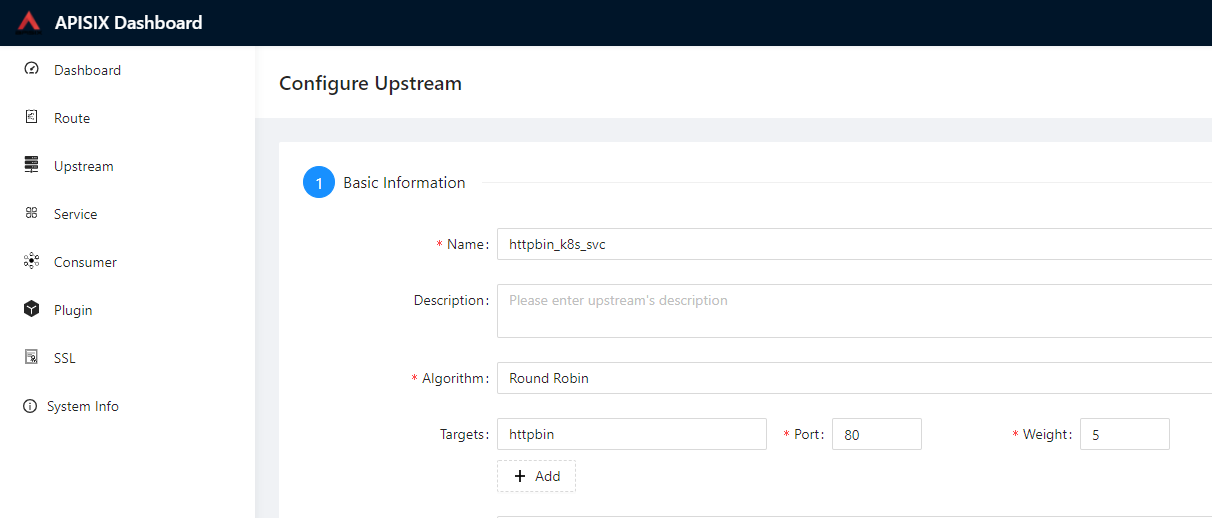 APISIX Dashboard
Dashboard
Route
Upstream
Service
Consumer
Plugin
SSL
System Info
Configure Upstream
1 Basic Information
* Name: httpbin_k8s_svc
Description: Please enter upstream's description
* Algorithm: Round Robin
Targets: httpbin * Port: 80 * Weight: 5
+ Add